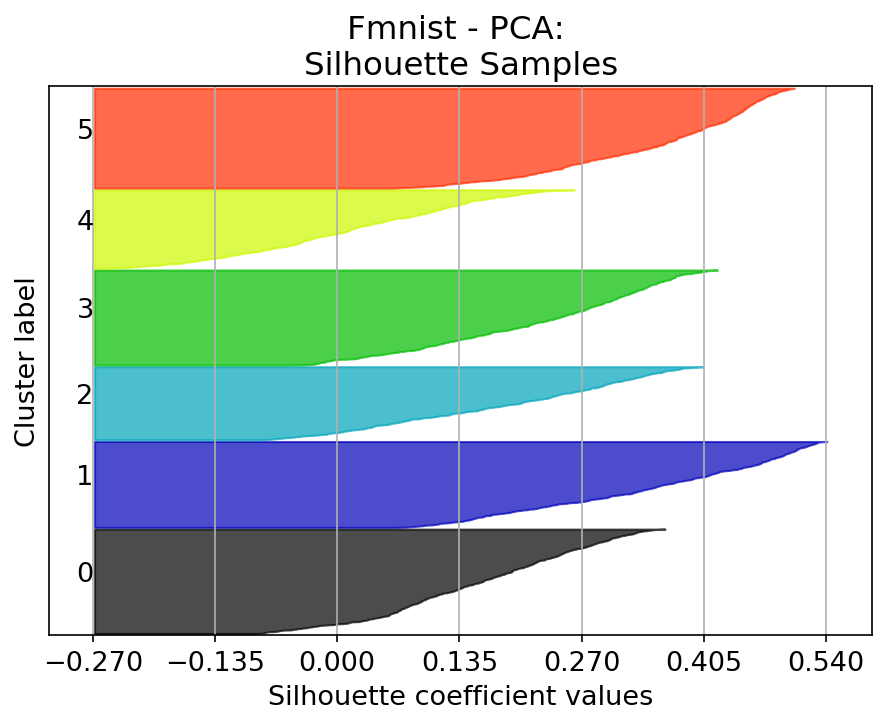 Fmnist - PCA:
Silhouette Samples
Cluster label
5
4
3
2
1
0
−0.270 −0.135 0.000 0.135 0.270 0.405 0.540
Silhouette coefficient values